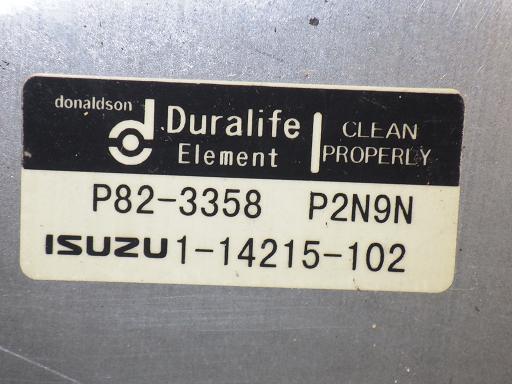 donaldson
Duralife
Element
CLEAN
PROPERLY
P82-3358 P2N9N
ISUZU 1-14215-102